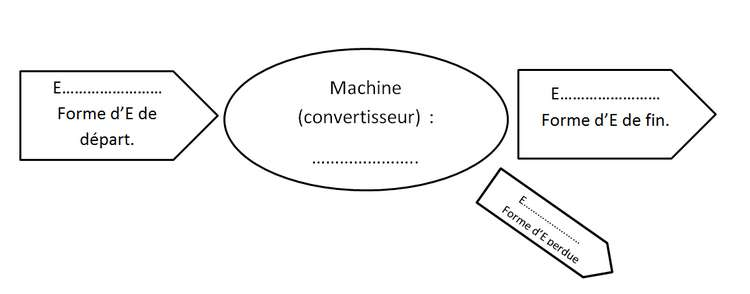 E........................
Forme d'E de
départ.
Machine
(convertisseur) :
.......................
E........................
Forme d'E de fin.
E........................
Forme d'E perdue